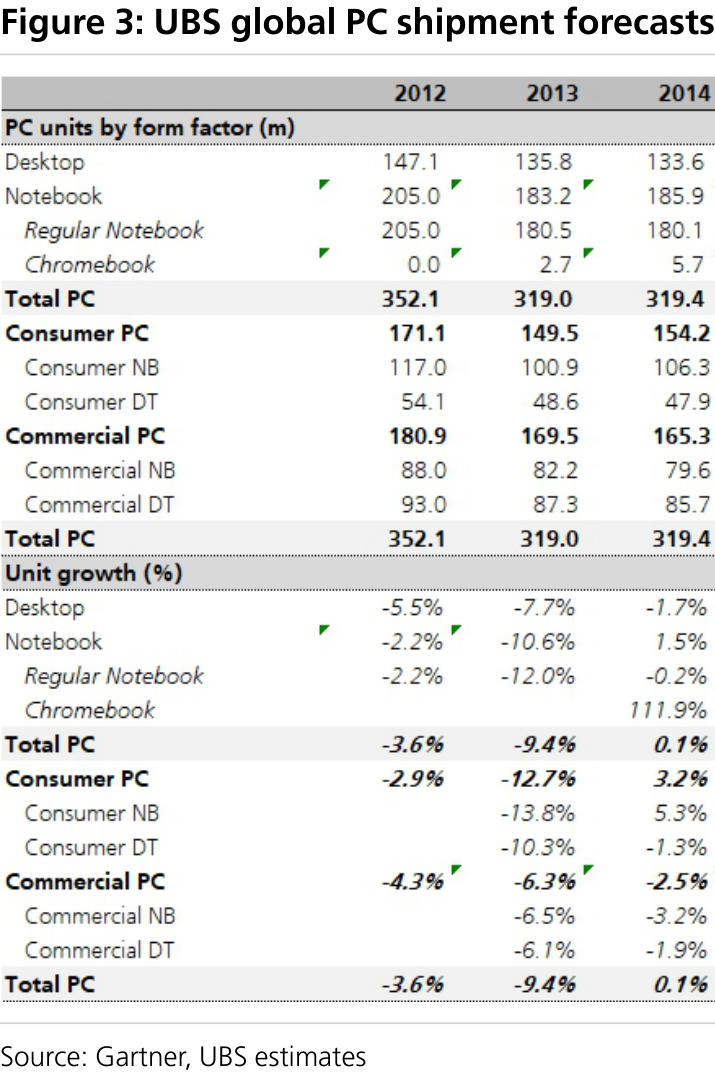 Figure 3: UBS global PC shipment forecasts
2012 2013 2014
PC units by form factor (m)
Desktop 147.1 135.8 133.6
Notebook 205.0 183.2 185.9
Regular Notebook 205.0 180.5 180.1
Chromebook 0.0 2.7 5.7
Total PC 352.1 319.0 319.4
Consumer PC 171.1 149.5 154.2
Consumer NB 117.0 100.9 106.3
Consumer DT 54.1 48.6 47.9
Commercial PC 180.9 169.5 165.3
Commercial NB 88.0 82.2 79.6
Commercial DT 93.0 87.3 85.7
Total PC 352.1 319.0 319.4
Unit growth (%)
Desktop -5.5% -7.7% -1.7%
Notebook -2.2% -10.6% 1.5%
Regular Notebook -2.2% -12.0% -0.2%
Chromebook 111.9%
Total PC -3.6% -9.4% 0.1%
Consumer PC -2.9% -12.7% 3.2%
Consumer NB -13.8% 5.3%
Consumer DT -10.3% -1.3%
Commercial PC -4.3% -6.3% -2.5%
Commercial NB -6.5% -3.2%
Commercial DT -6.1% -1.9%
Total PC -3.6% -9.4% 0.1%
Source: Gartner, UBS estimates